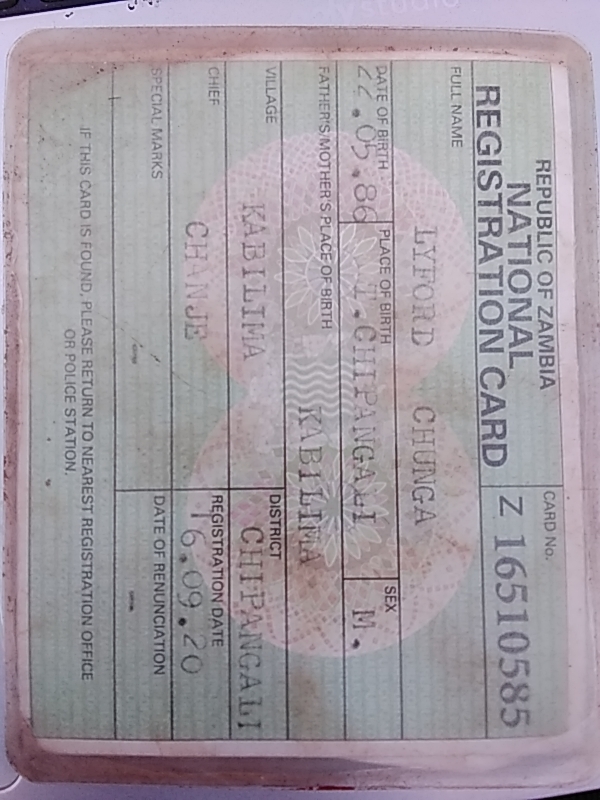 REPUBLIC OF ZAMBIA
NATIONAL
REGISTRATION CARD
CARD No.
Z 16510585
FULL NAME
LYFORD CHUNGA
DATE OF BIRTH
22.05.86
PLACE OF BIRTH
T.CHIPANGALI
SEX
M.
FATHER'S/MOTHER'S PLACE OF BIRTH
KABILIMA
VILLAGE
KABILIMA
DISTRICT
CHIPANGALI
CHIEF
CHANJE
REGISTRATION DATE
16.09.20
SPECIAL MARKS
DATE OF RENUNCIATION
IF THIS CARD IS FOUND, PLEASE RETURN TO NEAREST REGISTRATION OFFICE
OR POLICE STATION.